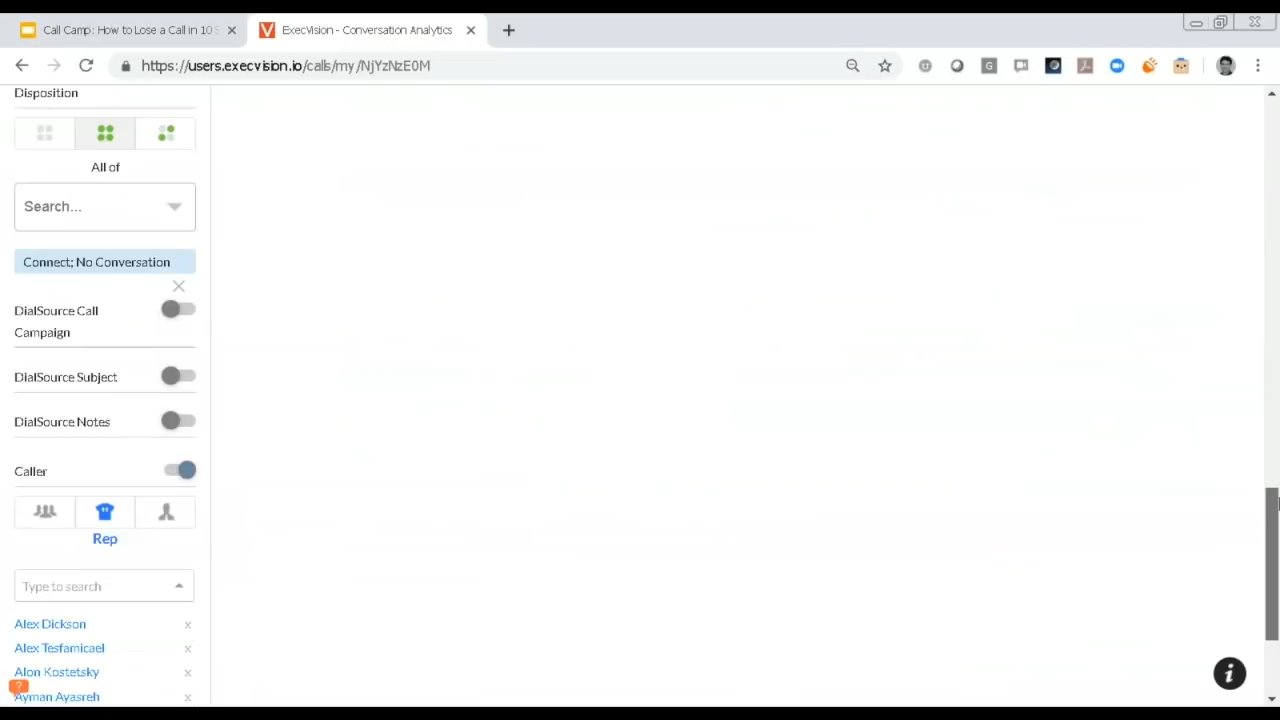 Call Camp: How to Lose a Call in 10 S
ExecVision - Conversation Analytics
https://users.execvision.io/calls/my/NjYzNzE0M
Disposition
All of
Search...
Connect; No Conversation
DialSource Call
Campaign
DialSource Subject
DialSource Notes
Caller
Rep
Type to search
Alex Dickson x
Alex Tesfamicael x
Alon Kostetsky x
Ayman Ayasreh x
?
i